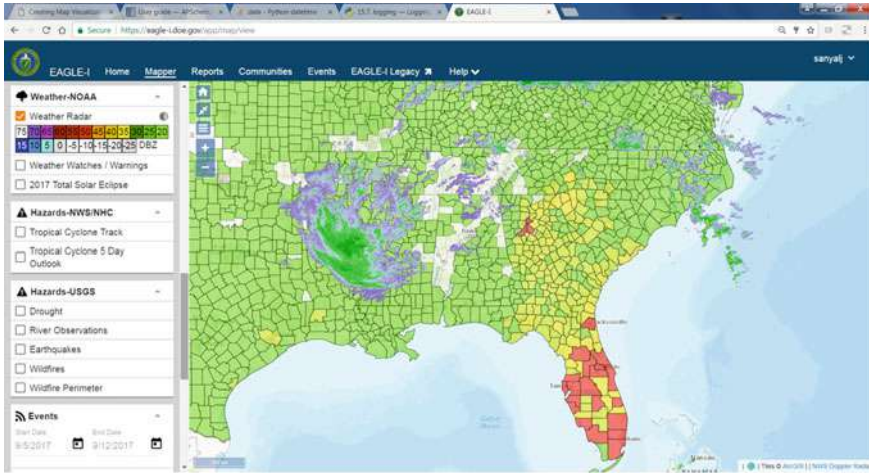 Creating Map Visualizati
EAGLE-I
Secure | https://eagle-i.doe.gov/app/map/view
EAGLE-I Home Mapper Reports Communities Events EAGLE-I Legacy Help
sanyalj
Weather-NOAA
Weather Radar
75 70 65 60 55 50 45 40 35 30 25 20
15 10 5 0 -5 -10 -15 -20 -25 DBZ
Weather Watches / Warnings
2017 Total Solar Eclipse
Hazards-NWS/NHC
Tropical Cyclone Track
Tropical Cyclone 5 Day
Outlook
Hazards-USGS
Drought
River Observations
Earthquakes
Wildfires
Wildfire Perimeter
Events
Start Date End Date
9/5/2017 9/12/2017